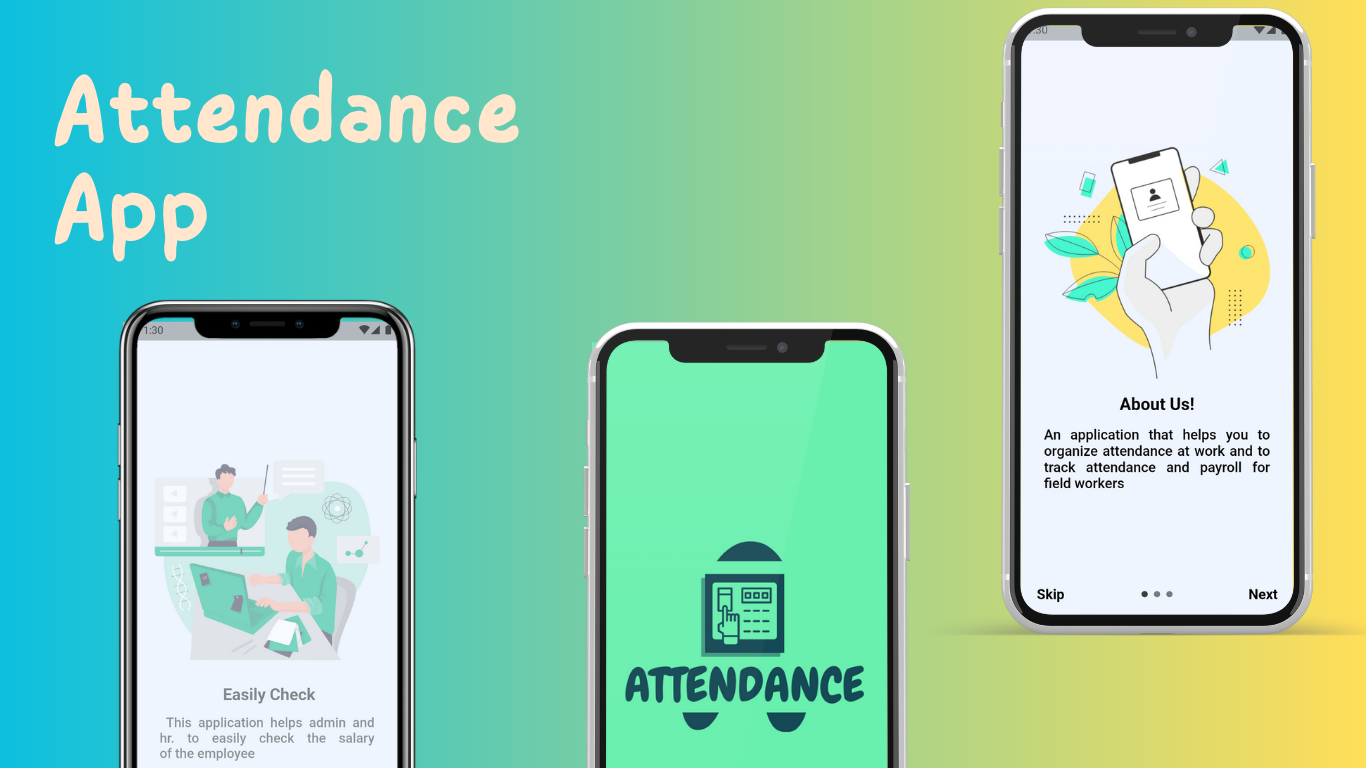 Attendance
App
1:30
Easily Check
This application helps admin and
hr. to easily check the salary
of the employee
ATTENDANCE
:30
About Us!
An application that helps you to
organize attendance at work and to
track attendance and payroll for
field workers
Skip
Next